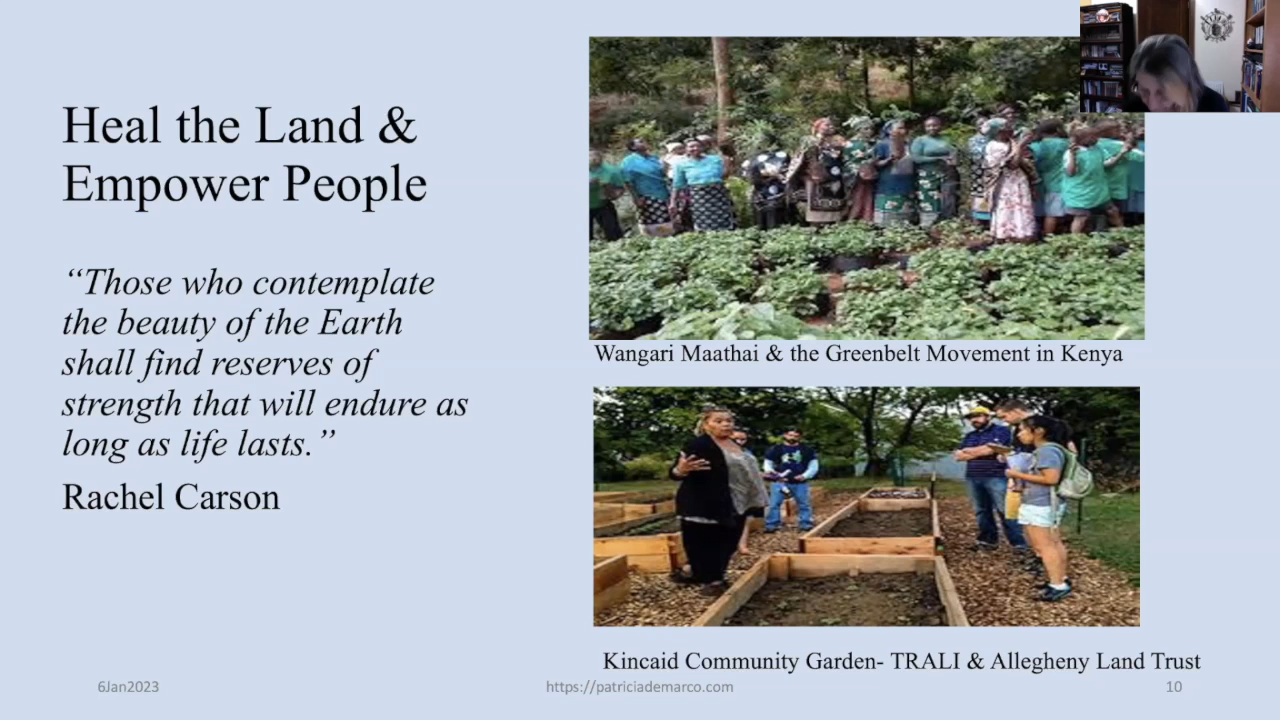 Heal the Land &
Empower People
“Those who contemplate
the beauty of the Earth
shall find reserves of
strength that will endure as
long as life lasts.”
Rachel Carson
Wangari Maathai & the Greenbelt Movement in Kenya
Kincaid Community Garden- TRALI & Allegheny Land Trust
6Jan2023
https://patriciademarco.com
10